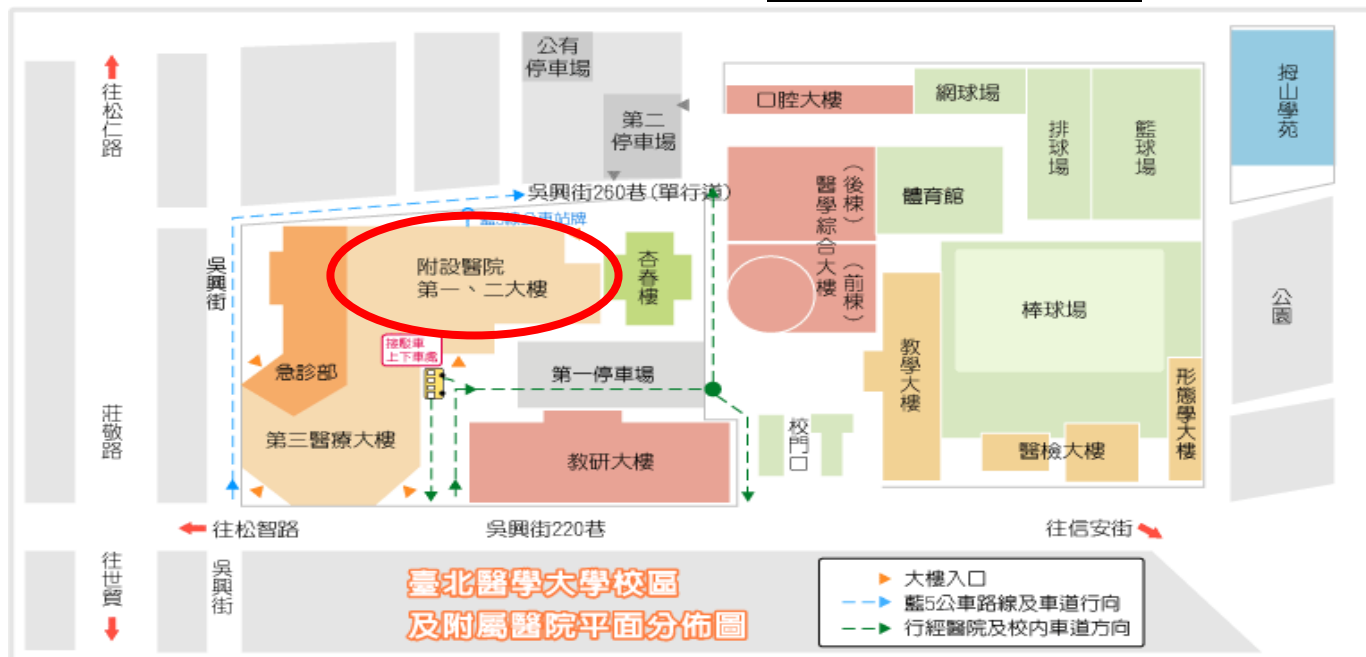 公有
停車場
第二
停車場
往松仁路
口腔大樓
網球場
排球場
籃球場
拇山學苑
吳興街260巷(單行道)
醫學綜合大樓
(後棟)
(前棟)
體育館
附設醫院
第一、二大樓
杏春樓
吳興街
棒球場
公園
接駁車
上下車處
急診部
第一停車場
教學大樓
形態學大樓
莊敬路
第三醫療大樓
教研大樓
校門口
醫檢大樓
往松智路
吳興街220巷
往信安街
往世貿
吳興街
臺北醫學大學校區
及附屬醫院平面分佈圖
大樓入口
藍5公車路線及車道行向
行經醫院及校內車道方向